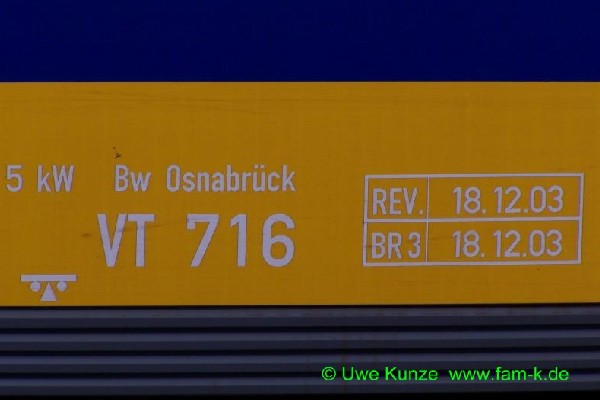 5 kW Bw Osnabrück
VT 716
REV. 18.12.03
BR 3 18.12.03
© Uwe Kunze www.fam-k.de